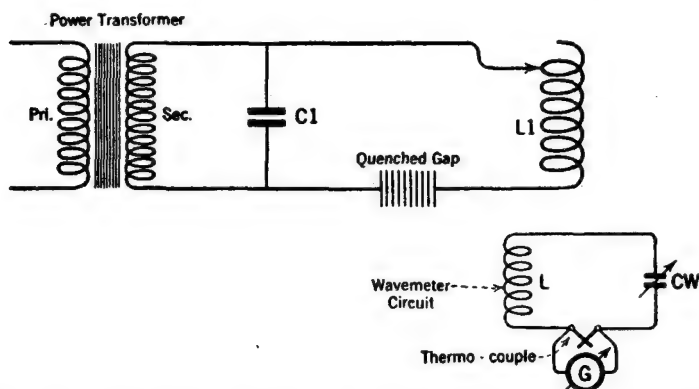 Power Transformer
Pri.
Sec.
C1
L1
Quenched Gap
Wavemeter
Circuit
L
CW
Thermo - couple
G